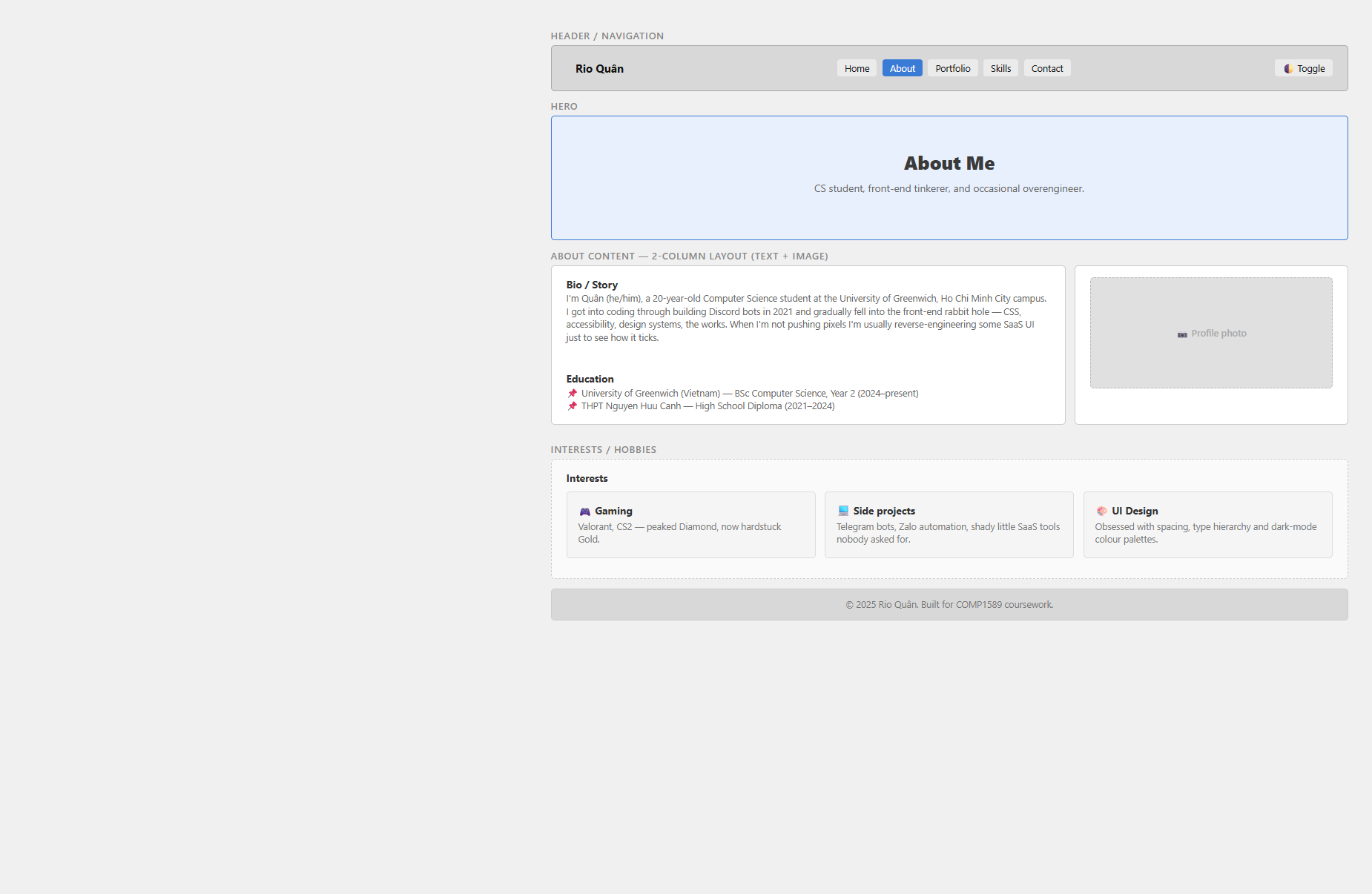 HEADER / NAVIGATION
Rio Quân
Home
About
Portfolio
Skills
Contact
Toggle
HERO
About Me
CS student, front-end tinkerer, and occasional overengineer.
ABOUT CONTENT — 2-COLUMN LAYOUT (TEXT + IMAGE)
Bio / Story
I'm Quân (he/him), a 20-year-old Computer Science student at the University of Greenwich, Ho Chi Minh City campus.
I got into coding through building Discord bots in 2021 and gradually fell into the front-end rabbit hole — CSS,
accessibility, design systems, the works. When I'm not pushing pixels I'm usually reverse-engineering some SaaS UI
just to see how it ticks.
Education
University of Greenwich (Vietnam) — BSc Computer Science, Year 2 (2024–present)
THPT Nguyen Huu Canh — High School Diploma (2021–2024)
Profile photo
INTERESTS / HOBBIES
Interests
Gaming
Valorant, CS2 — peaked Diamond, now hardstuck
Gold.
Side projects
Telegram bots, Zalo automation, shady little SaaS tools
nobody asked for.
UI Design
Obsessed with spacing, type hierarchy and dark-mode
colour palettes.
© 2025 Rio Quân. Built for COMP1589 coursework.